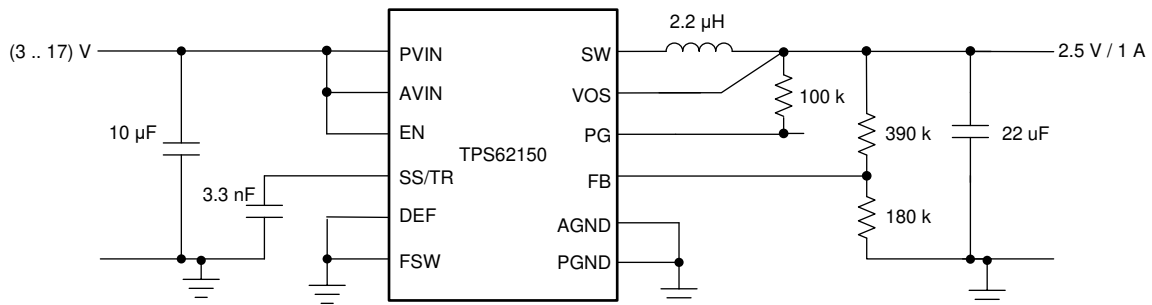 2.2 µH
(3 .. 17) V
PVIN
SW
2.5 V / 1 A
AVIN
VOS
100 k
10 µF
EN
PG
390 k
22 uF
TPS62150
3.3 nF
SS/TR
FB
DEF
AGND
180 k
FSW
PGND